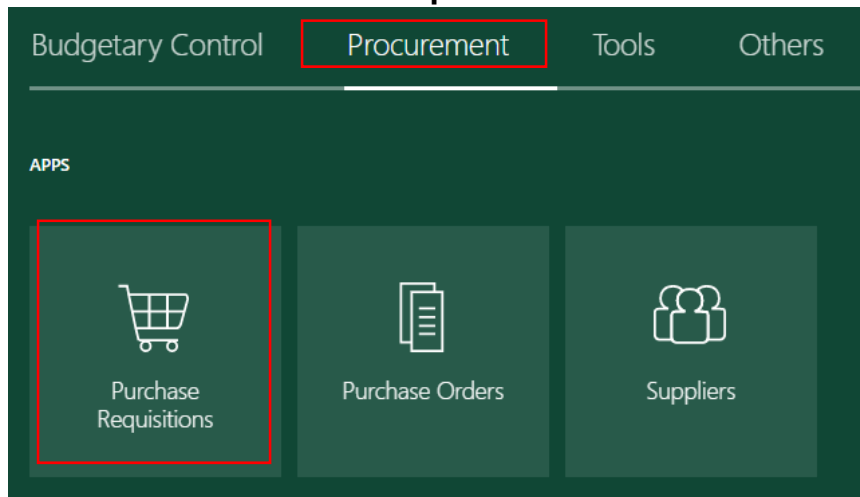 Budgetary Control Procurement Tools Others
APPS
Purchase Requisitions
Purchase Orders
Suppliers